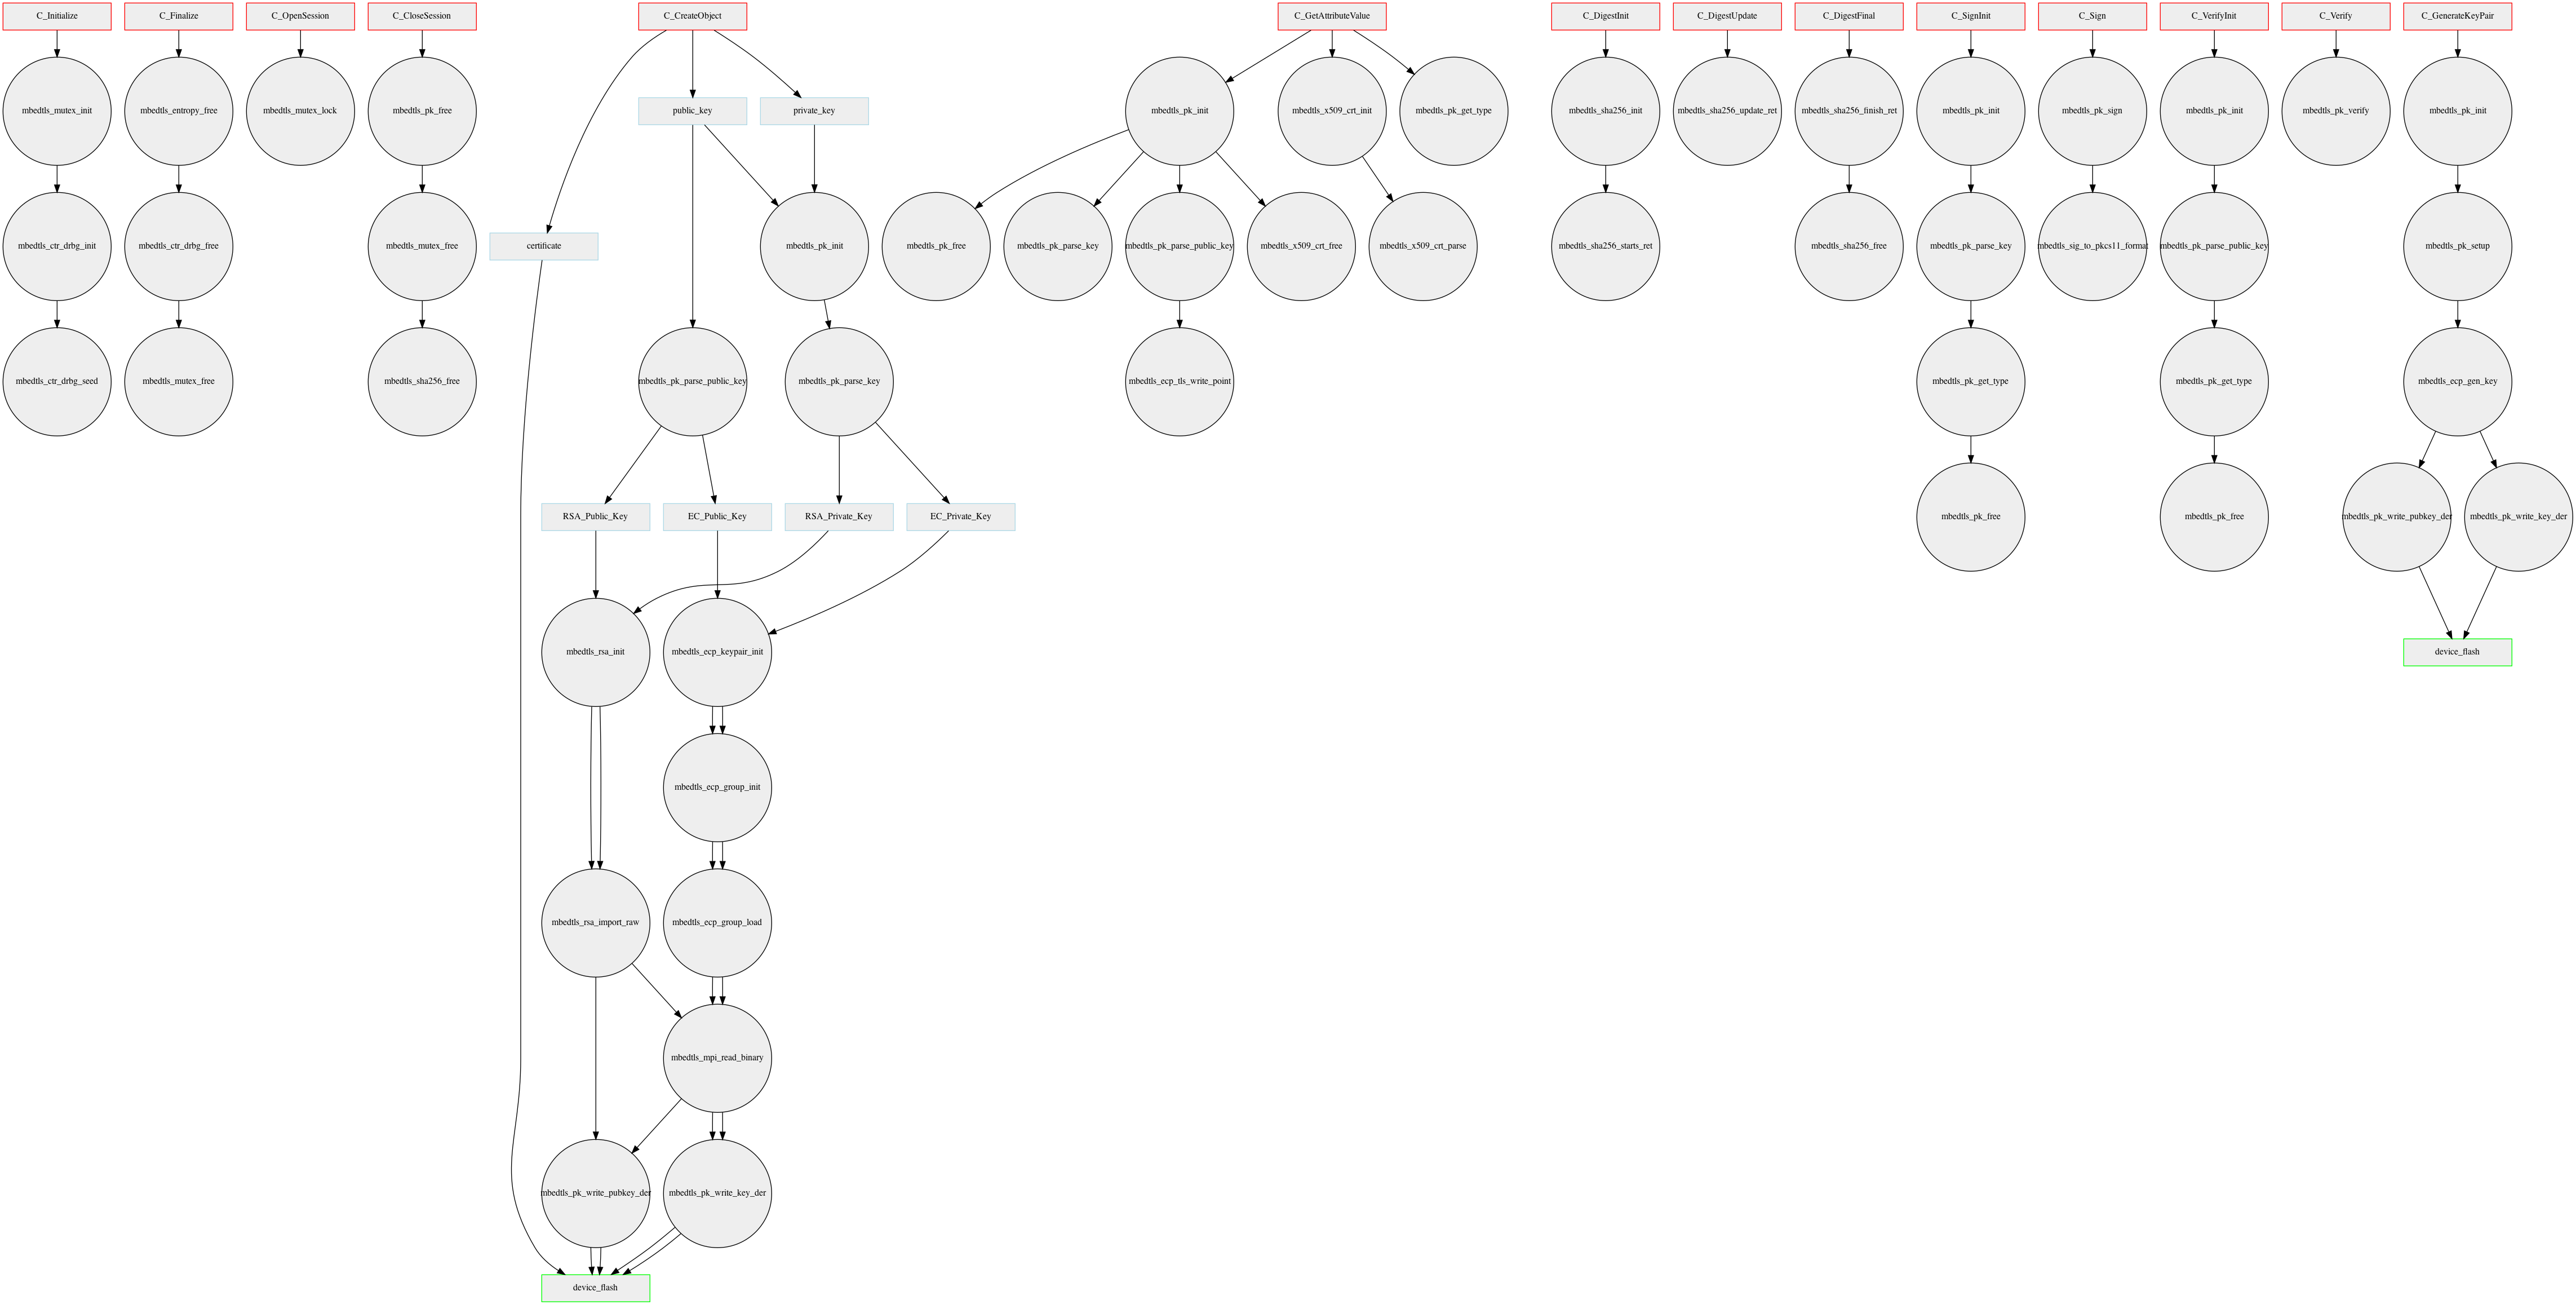 C_Initialize
C_Finalize
C_OpenSession
C_CloseSession
C_CreateObject
C_GetAttributeValue
C_DigestInit
C_DigestUpdate
C_DigestFinal
C_SignInit
C_Sign
C_VerifyInit
C_Verify
C_GenerateKeyPair
mbedtls_mutex_init
mbedtls_entropy_free
mbedtls_mutex_lock
mbedtls_pk_free
public_key
private_key
mbedtls_pk_init
mbedtls_x509_crt_init
mbedtls_pk_get_type
mbedtls_sha256_init
mbedtls_sha256_update_ret
mbedtls_sha256_finish_ret
mbedtls_pk_init
mbedtls_pk_sign
mbedtls_pk_init
mbedtls_pk_verify
mbedtls_pk_init
mbedtls_ctr_drbg_init
mbedtls_ctr_drbg_free
mbedtls_mutex_free
certificate
mbedtls_pk_init
mbedtls_pk_free
mbedtls_pk_parse_key
mbedtls_pk_parse_public_key
mbedtls_x509_crt_free
mbedtls_x509_crt_parse
mbedtls_sha256_starts_ret
mbedtls_sha256_free
mbedtls_pk_parse_key
mbedtls_sig_to_pkcs11_format
mbedtls_pk_parse_public_key
mbedtls_pk_setup
mbedtls_ctr_drbg_seed
mbedtls_mutex_free
mbedtls_sha256_free
mbedtls_pk_parse_public_key
mbedtls_pk_parse_key
mbedtls_ecp_tls_write_point
mbedtls_pk_get_type
mbedtls_pk_get_type
mbedtls_ecp_gen_key
RSA_Public_Key
EC_Public_Key
RSA_Private_Key
EC_Private_Key
mbedtls_pk_free
mbedtls_pk_free
mbedtls_pk_write_pubkey_der
mbedtls_pk_write_key_der
mbedtls_rsa_init
mbedtls_ecp_keypair_init
device_flash
mbedtls_ecp_group_init
mbedtls_rsa_import_raw
mbedtls_ecp_group_load
mbedtls_mpi_read_binary
mbedtls_pk_write_pubkey_der
mbedtls_pk_write_key_der
device_flash